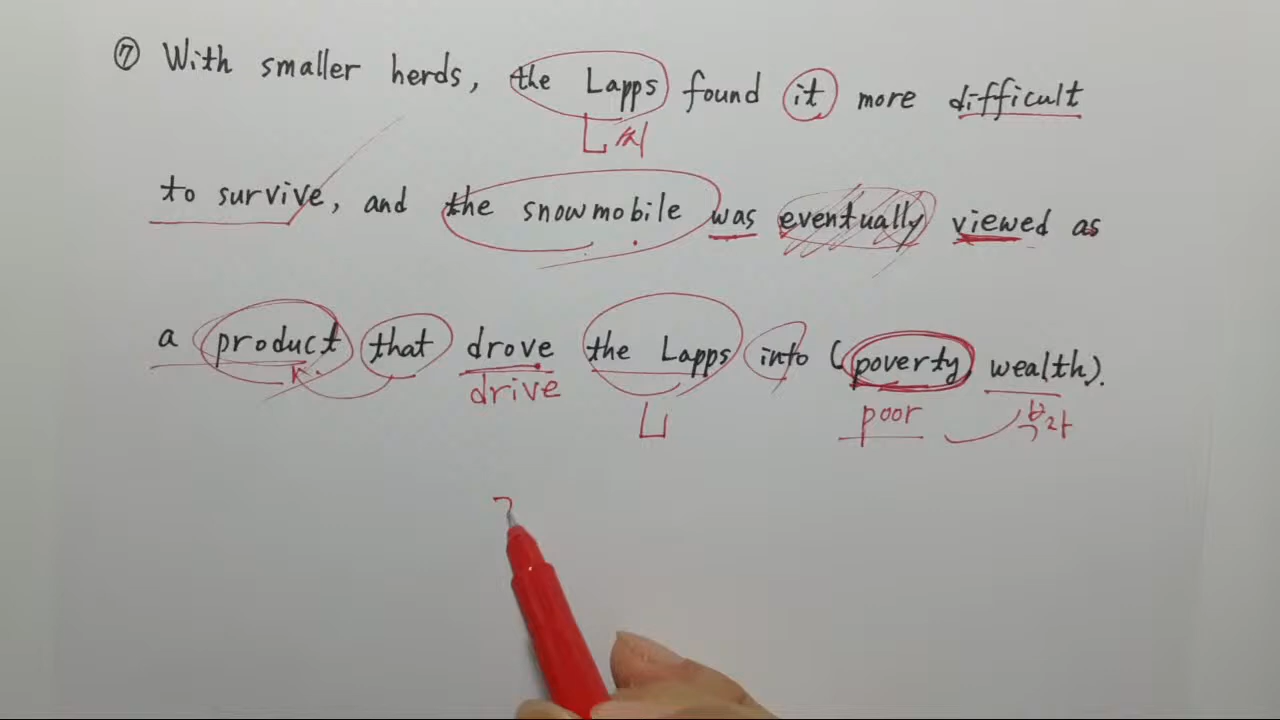 ⑦ With smaller herds, the Lapps found it more difficult
to survive, and the snowmobile was eventually viewed as
a product that drove the Lapps into (poverty wealth).
drive
poor